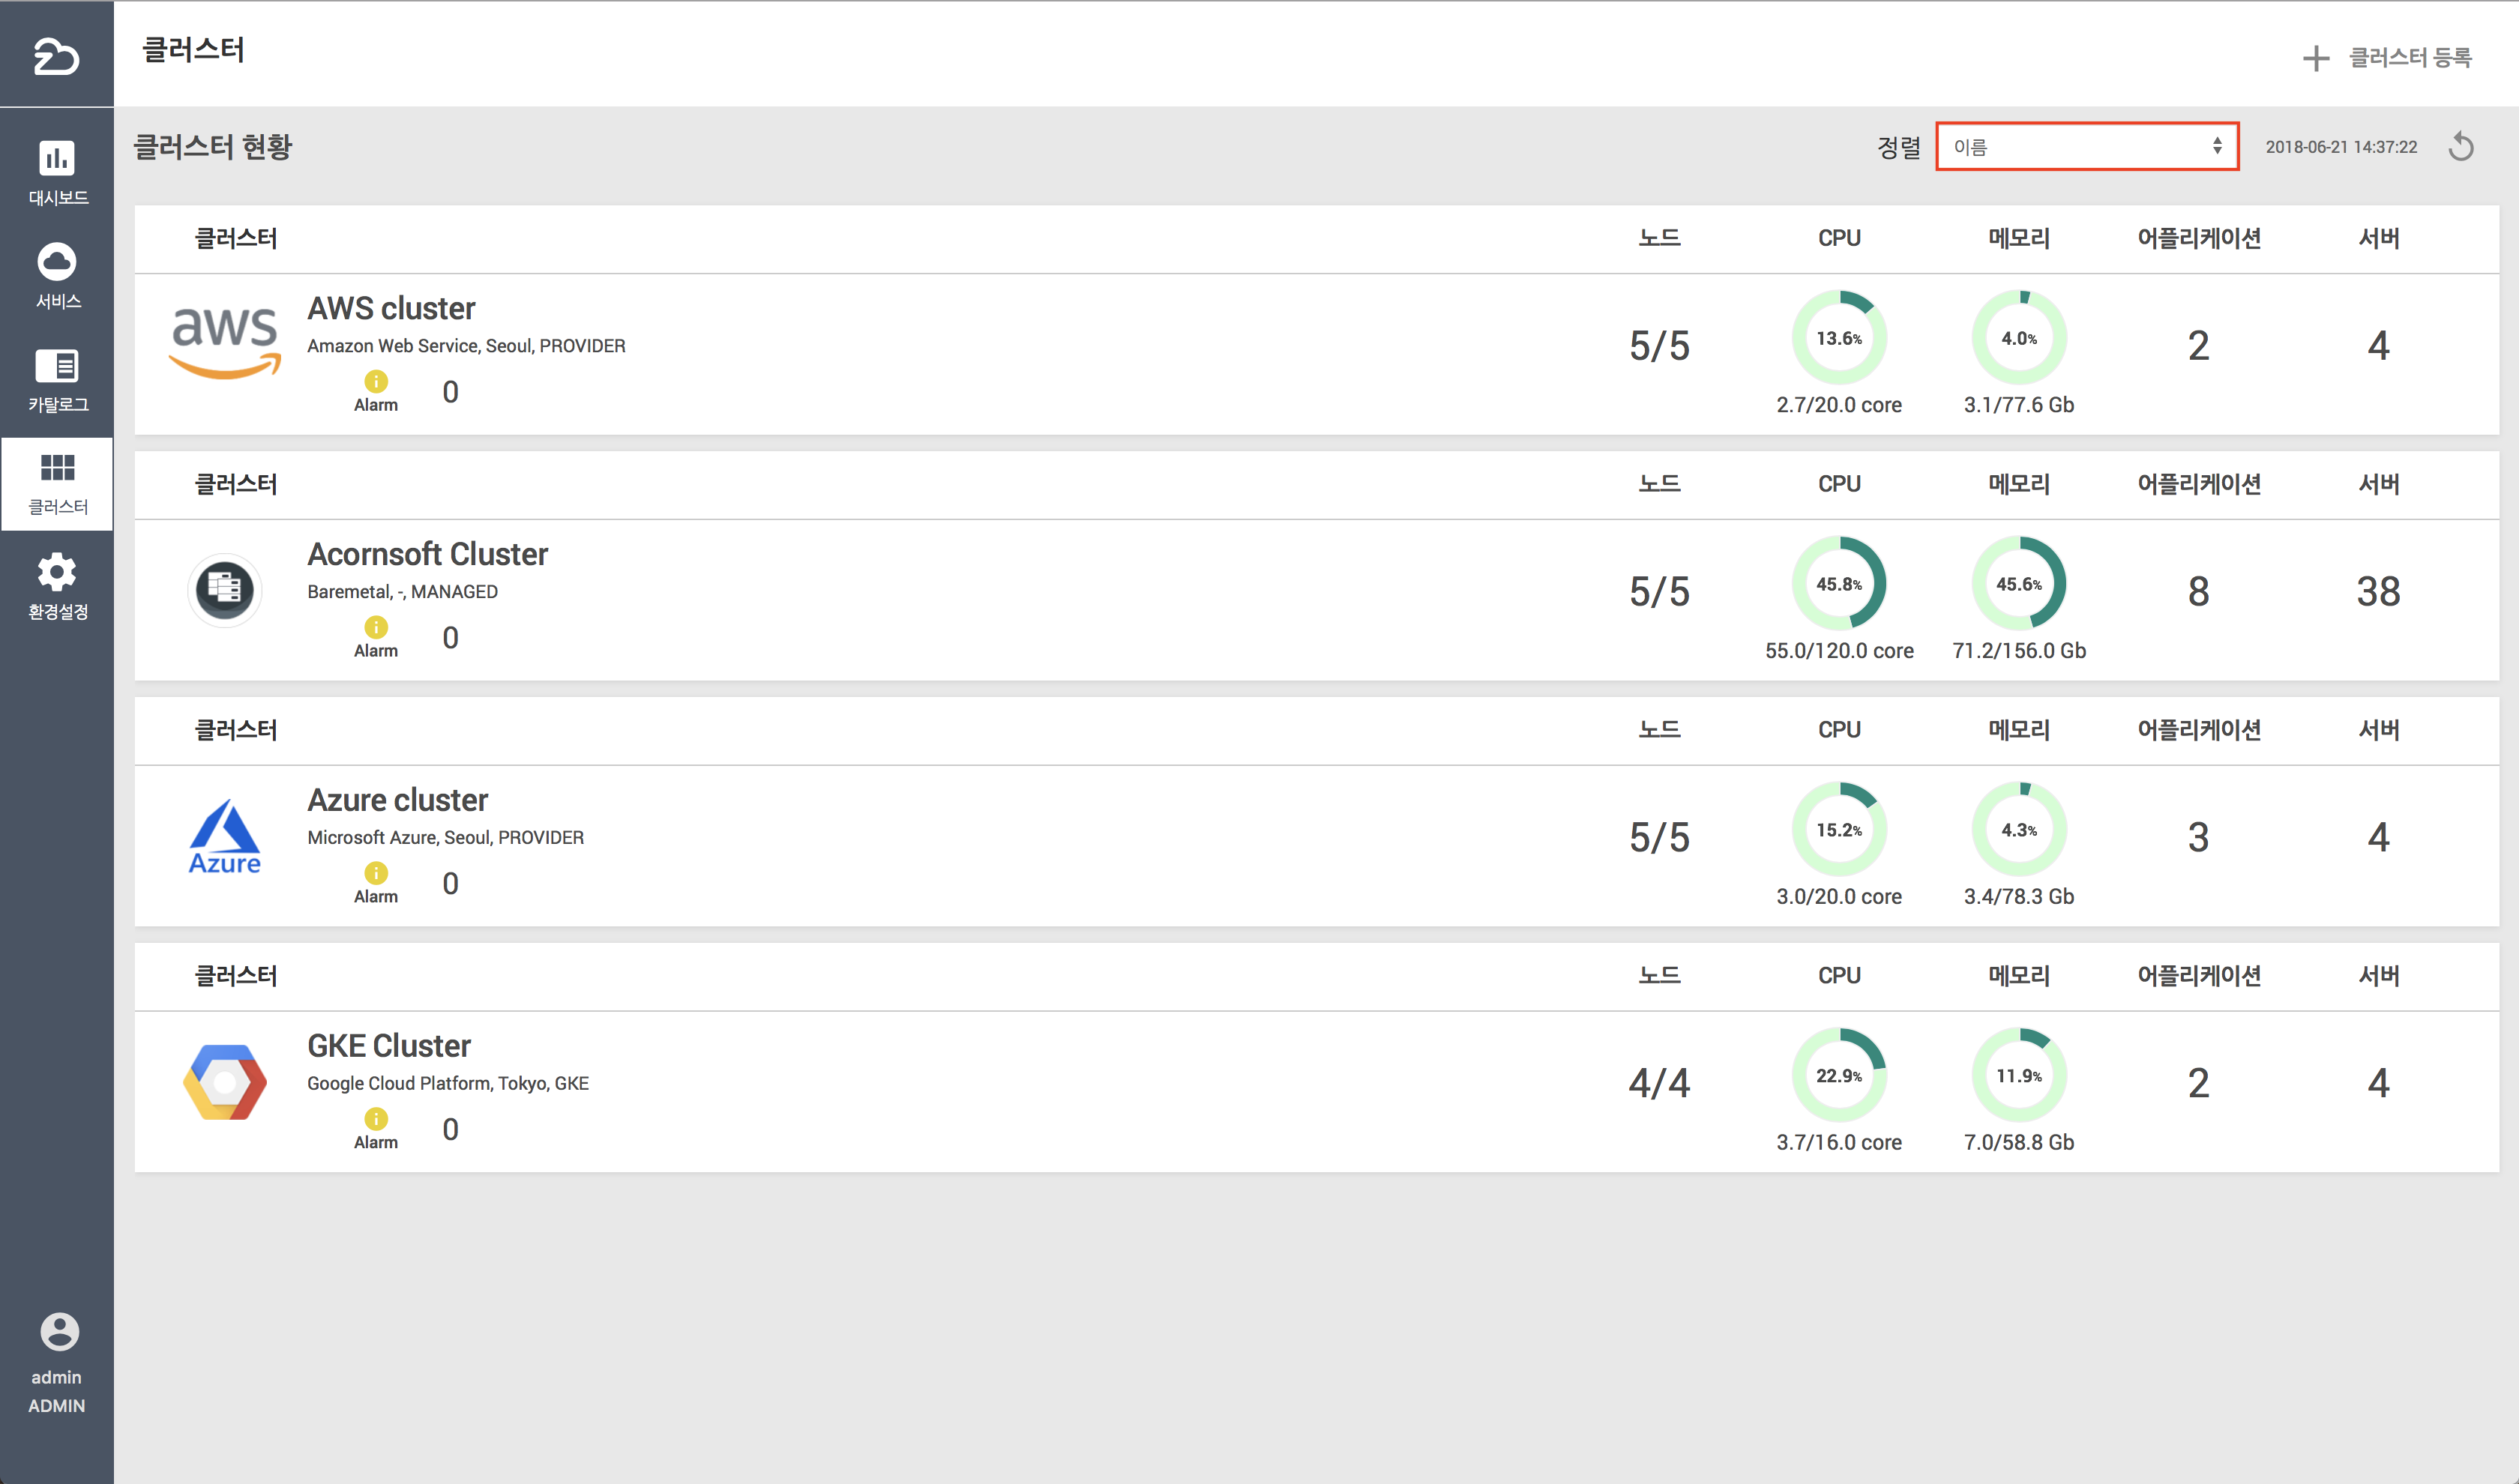 클러스터
클러스터 등록
대시보드
서비스
카탈로그
클러스터
환경설정
admin
ADMIN
클러스터 현황
정렬 이름 2018-06-21 14:37:22
클러스터 노드 CPU 메모리 어플리케이션 서버
aws
AWS cluster
Amazon Web Service, Seoul, PROVIDER
Alarm 0
5/5
13.6%
2.7/20.0 core
4.0%
3.1/77.6 Gb
2
4
클러스터 노드 CPU 메모리 어플리케이션 서버
Acornsoft Cluster
Baremetal, -, MANAGED
Alarm 0
5/5
45.8%
55.0/120.0 core
45.6%
71.2/156.0 Gb
8
38
클러스터 노드 CPU 메모리 어플리케이션 서버
Azure
Azure cluster
Microsoft Azure, Seoul, PROVIDER
Alarm 0
5/5
15.2%
3.0/20.0 core
4.3%
3.4/78.3 Gb
3
4
클러스터 노드 CPU 메모리 어플리케이션 서버
GKE Cluster
Google Cloud Platform, Tokyo, GKE
Alarm 0
4/4
22.9%
3.7/16.0 core
11.9%
7.0/58.8 Gb
2
4